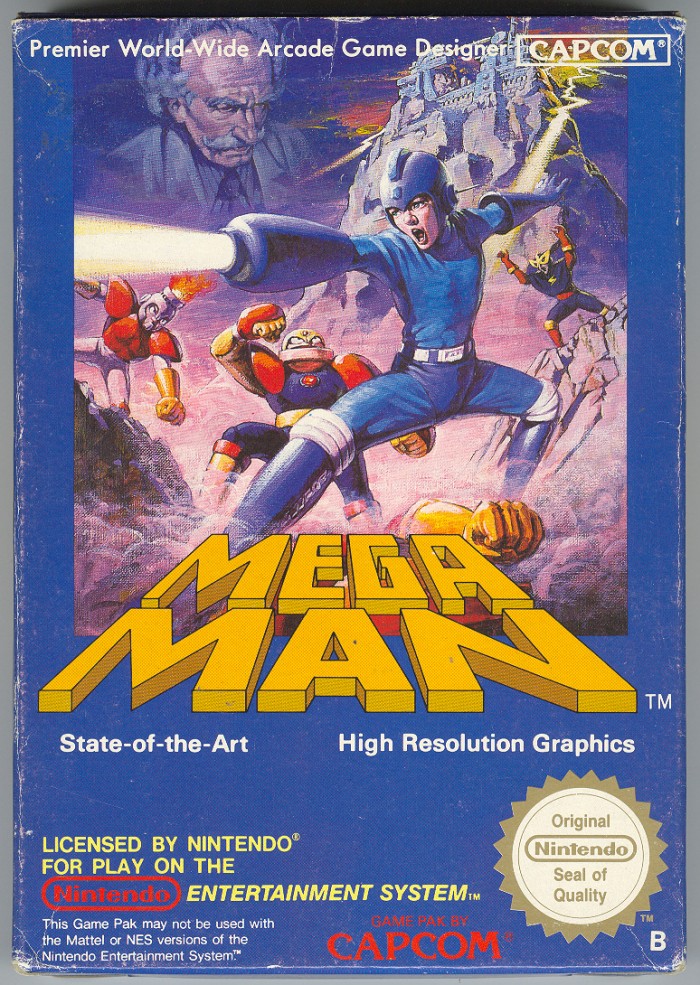 Premier World-Wide Arcade Game Designer CAPCOM®
MEGA
MAN
TM
State-of-the-Art High Resolution Graphics
LICENSED BY NINTENDO®
FOR PLAY ON THE
Nintendo ENTERTAINMENT SYSTEM™
This Game Pak may not be used with
the Mattel or NES versions of the
Nintendo Entertainment System™
GAME PAK BY
CAPCOM®
Original
Nintendo
Seal of
Quality
TM
B